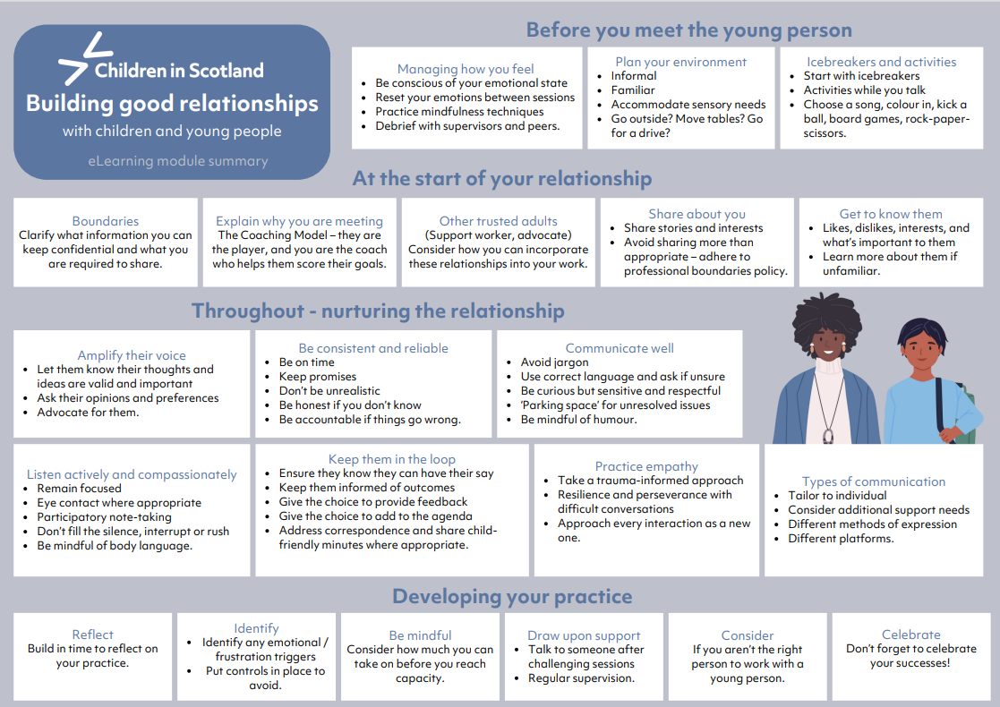 Children in Scotland
Building good relationships
with children and young people
eLearning module summary
Before you meet the young person
Managing how you feel
• Be conscious of your emotional state
• Reset your emotions between sessions
• Practice mindfulness techniques
• Debrief with supervisors and peers.
Plan your environment
• Informal
• Familiar
• Accommodate sensory needs
• Go outside? Move tables? Go
for a drive?
Icebreakers and activities
• Start with icebreakers
• Activities while you talk
• Choose a song, colour in, kick a
ball, board games, rock-paper-
scissors.
At the start of your relationship
Boundaries
Clarify what information you can
keep confidential and what you
are required to share.
Explain why you are meeting
The Coaching Model – they are
the player, and you are the coach
who helps them score their goals.
Other trusted adults
(Support worker, advocate)
Consider how you can incorporate
these relationships into your work.
Share about you
• Share stories and interests
• Avoid sharing more than
appropriate – adhere to
professional boundaries policy.
Get to know them
• Likes, dislikes, interests, and
what's important to them
• Learn more about them if
unfamiliar.
Throughout - nurturing the relationship
Amplify their voice
• Let them know their thoughts and
ideas are valid and important
• Ask their opinions and preferences
• Advocate for them.
Be consistent and reliable
• Be on time
• Keep promises
• Don't be unrealistic
• Be honest if you don't know
• Be accountable if things go wrong.
Communicate well
• Avoid jargon
• Use correct language and ask if unsure
• Be curious but sensitive and respectful
• 'Parking space' for unresolved issues
• Be mindful of humour.
Listen actively and compassionately
• Remain focused
• Eye contact where appropriate
• Participatory note-taking
• Don't fill the silence, interrupt or rush
• Be mindful of body language.
Keep them in the loop
• Ensure they know they can have their say
• Keep them informed of outcomes
• Give the choice to provide feedback
• Give the choice to add to the agenda
• Address correspondence and share child-
friendly minutes where appropriate.
Practice empathy
• Take a trauma-informed approach
• Resilience and perseverance with
difficult conversations
• Approach every interaction as a new
one.
Types of communication
• Tailor to individual
• Consider additional support needs
• Different methods of expression
• Different platforms.
Developing your practice
Reflect
Build in time to reflect on
your practice.
Identify
• Identify any emotional /
frustration triggers
• Put controls in place to
avoid.
Be mindful
Consider how much you can
take on before you reach
capacity.
Draw upon support
• Talk to someone after
challenging sessions
• Regular supervision.
Consider
If you aren't the right
person to work with a
young person.
Celebrate
Don't forget to celebrate
your successes!